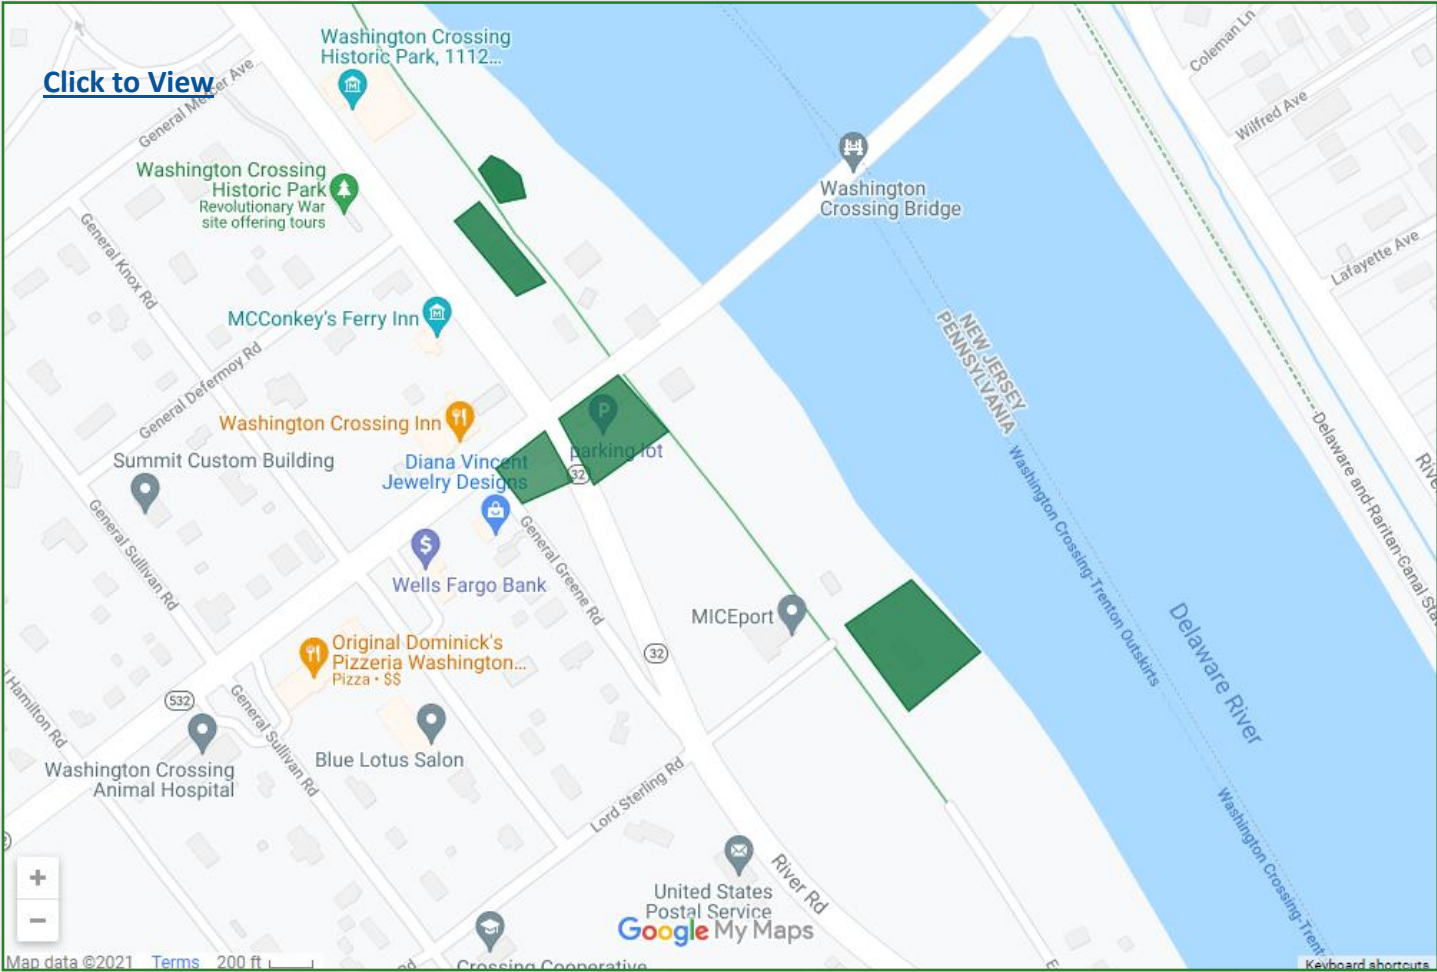 Click to View
Washington Crossing
Historic Park, 1112...
Coleman Ln
General Mercer Ave
Wilfred Ave
Washington Crossing
Historic Park
Revolutionary War
site offering tours
Washington
Crossing Bridge
General Knox Rd
Lafayette Ave
MCConkey's Ferry Inn
NEW JERSEY
PENNSYLVANIA
General Defermoy Rd
Washington Crossing Inn
P
parking lot
Summit Custom Building
Diana Vincent
Jewelry Designs
32
General Sullivan Rd
General Greene Rd
Wells Fargo Bank
$
MICEport
Washington Crossing-Trenton Outskirts
Delaware and Raritan Canal Sta
Rive
Delaware River
Original Dominick's
Pizzeria Washington...
Pizza • $$
32
532
Hamilton Rd
General Sullivan Rd
Blue Lotus Salon
Washington Crossing
Animal Hospital
Lord Sterling Rd
Washington Crossing-Trent
River Rd
United States
Postal Service
Google My Maps
Crossing Cooperative
+
−
Map data ©2021 Terms 200 ft
Keyboard shortcuts